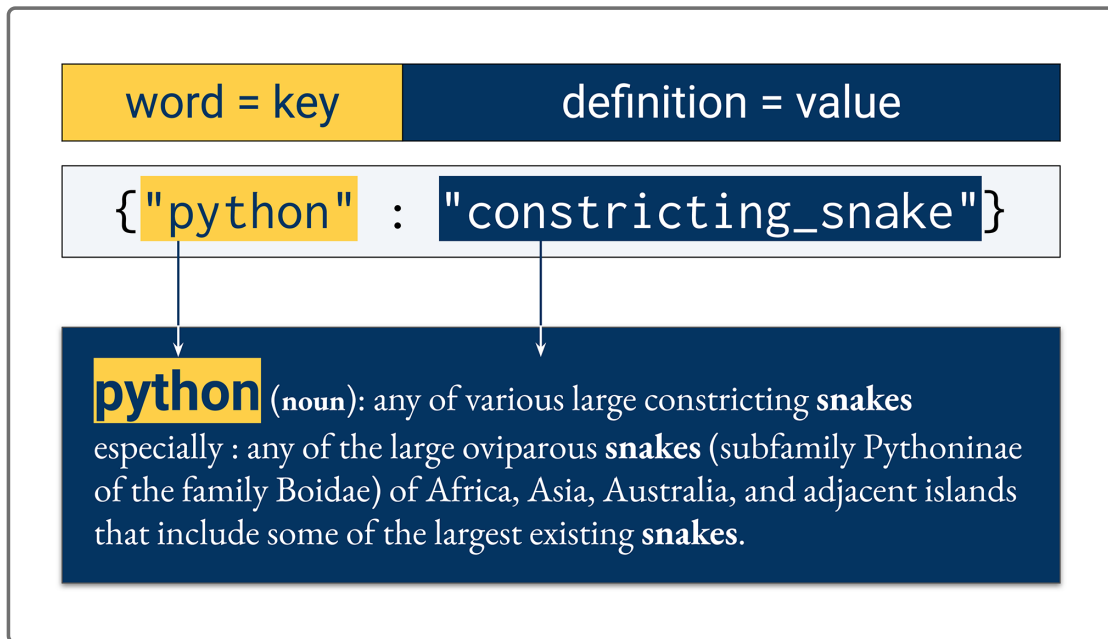 word = key
definition = value
{"python" : "constricting_snake"}
python (noun): any of various large constricting snakes
especially : any of the large oviparous snakes (subfamily Pythoninae
of the family Boidae) of Africa, Asia, Australia, and adjacent islands
that include some of the largest existing snakes.